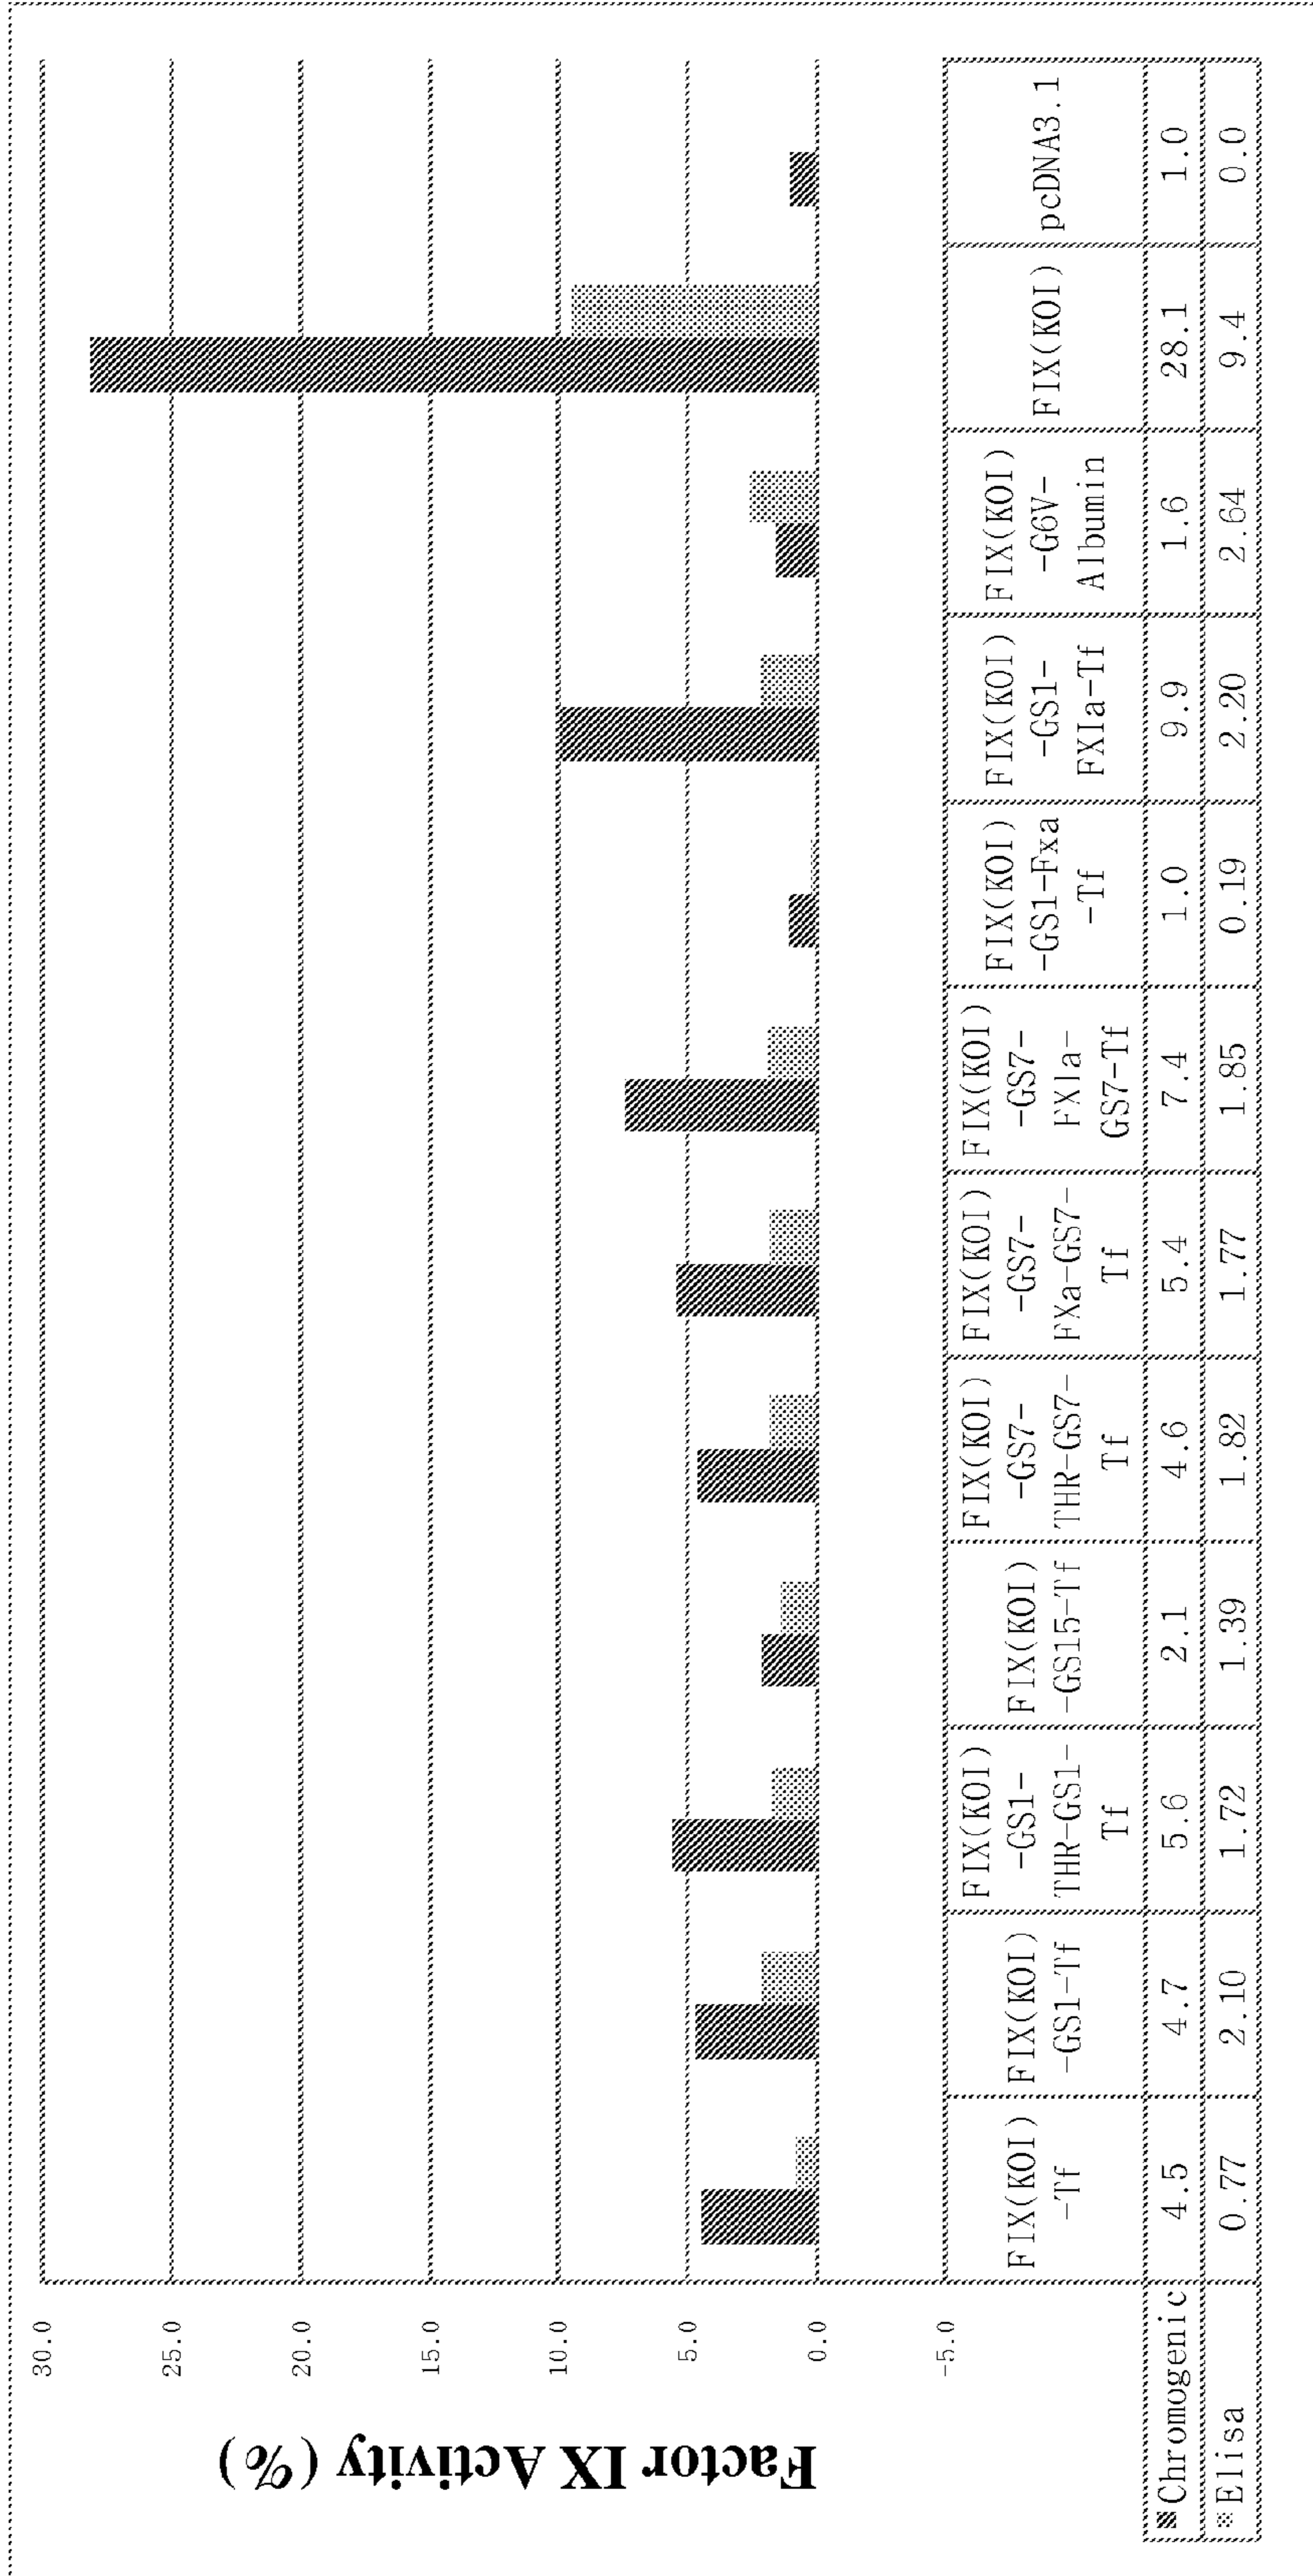 Factor IX Activity (%)
30.0
25.0
20.0
15.0
10.0
5.0
0.0
-5.0
FIX(KOI)
-Tf
FIX(KOI)
-GS1-Tf
FIX(KOI)
-GS1-
THR-GS1-
Tf
FIX(KOI)
-GS15-Tf
FIX(KOI)
-GS7-
THR-GS7-
Tf
FIX(KOI)
-GS7-
FXa-GS7-
Tf
FIX(KOI)
-GS7-
FXIa-
GS7-Tf
FIX(KOI)
-GS1-Fxa
-Tf
FIX(KOI)
-GS1-
FXIa-Tf
FIX(KOI)
-G6V-
Albumin
FIX(KOI)
pcDNA3.1
Chromogenic 4.5 4.7 5.6 2.1 4.6 5.4 7.4 1.0 9.9 1.6 28.1 1.0
Elisa 0.77 2.10 1.72 1.39 1.82 1.77 1.85 0.19 2.20 2.64 9.4 0.0